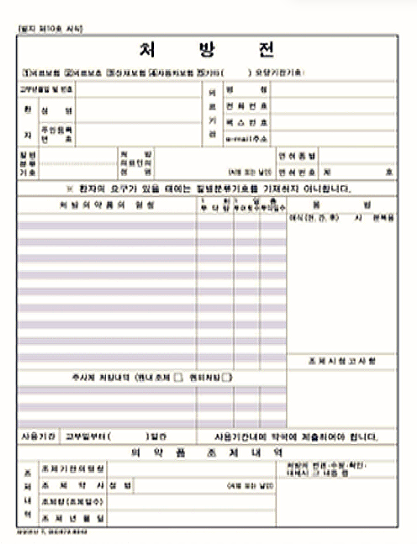 [별지 제10호 서식]
처 방 전
[1]의료보험 [2]의료보호 [3]산재보험 [4]자동차보험 [5]기타( ) 요양기관기호:
교부년월일 및 번호
환 자
성 명
주민등록 번 호
의료기관
명 칭
전화번호
팩스번호
e-mail주소
질병 분류 기호
처 방 의료인의 성 명
(서명 또는 날인)
면허종별
면허번호 제 호
※ 환자의 요구가 있을 때에는 질병분류기호를 기재하지 아니합니다.
처방의약품의 명칭
1회 투약량
1일 투여횟수
총 투약일수
용 법
매식(전, 간, 후) 시 분복용
조제시참고사항
주사제 처방내역 (원내조제 □, 원외처방 □)
사용기간 교부일부터( )일간 사용기간내에 약국에 제출하여야 합니다.
의 약 품 조 제 내 역
조제내역
조제기관의명칭
조 제 약 사 성 명 (서명 또는 날인)
조제량(조제일수)
조 제 년 월 일
처방의 변경·수정·확인·
대체시 그 내용 등